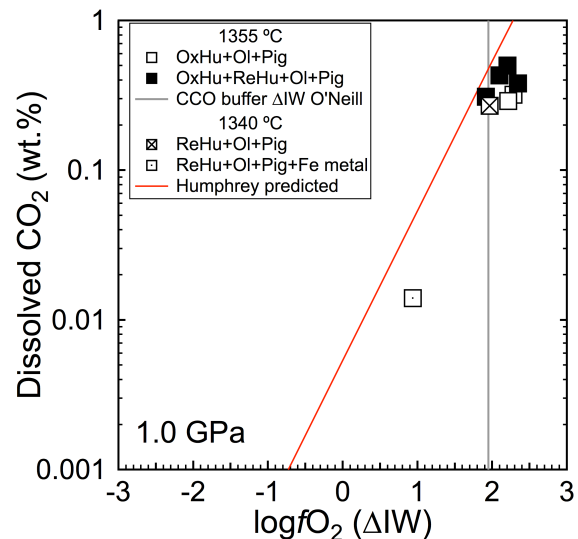 1
0.1
0.01
0.001
Dissolved CO₂ (wt.%)
1355 ºC
OxHu+Ol+Pig
OxHu+ReHu+Ol+Pig
CCO buffer ΔIW O'Neill
1340 ºC
ReHu+Ol+Pig
ReHu+Ol+Pig+Fe metal
Humphrey predicted
1.0 GPa
-3 -2 -1 0 1 2 3
logfO₂ (ΔIW)